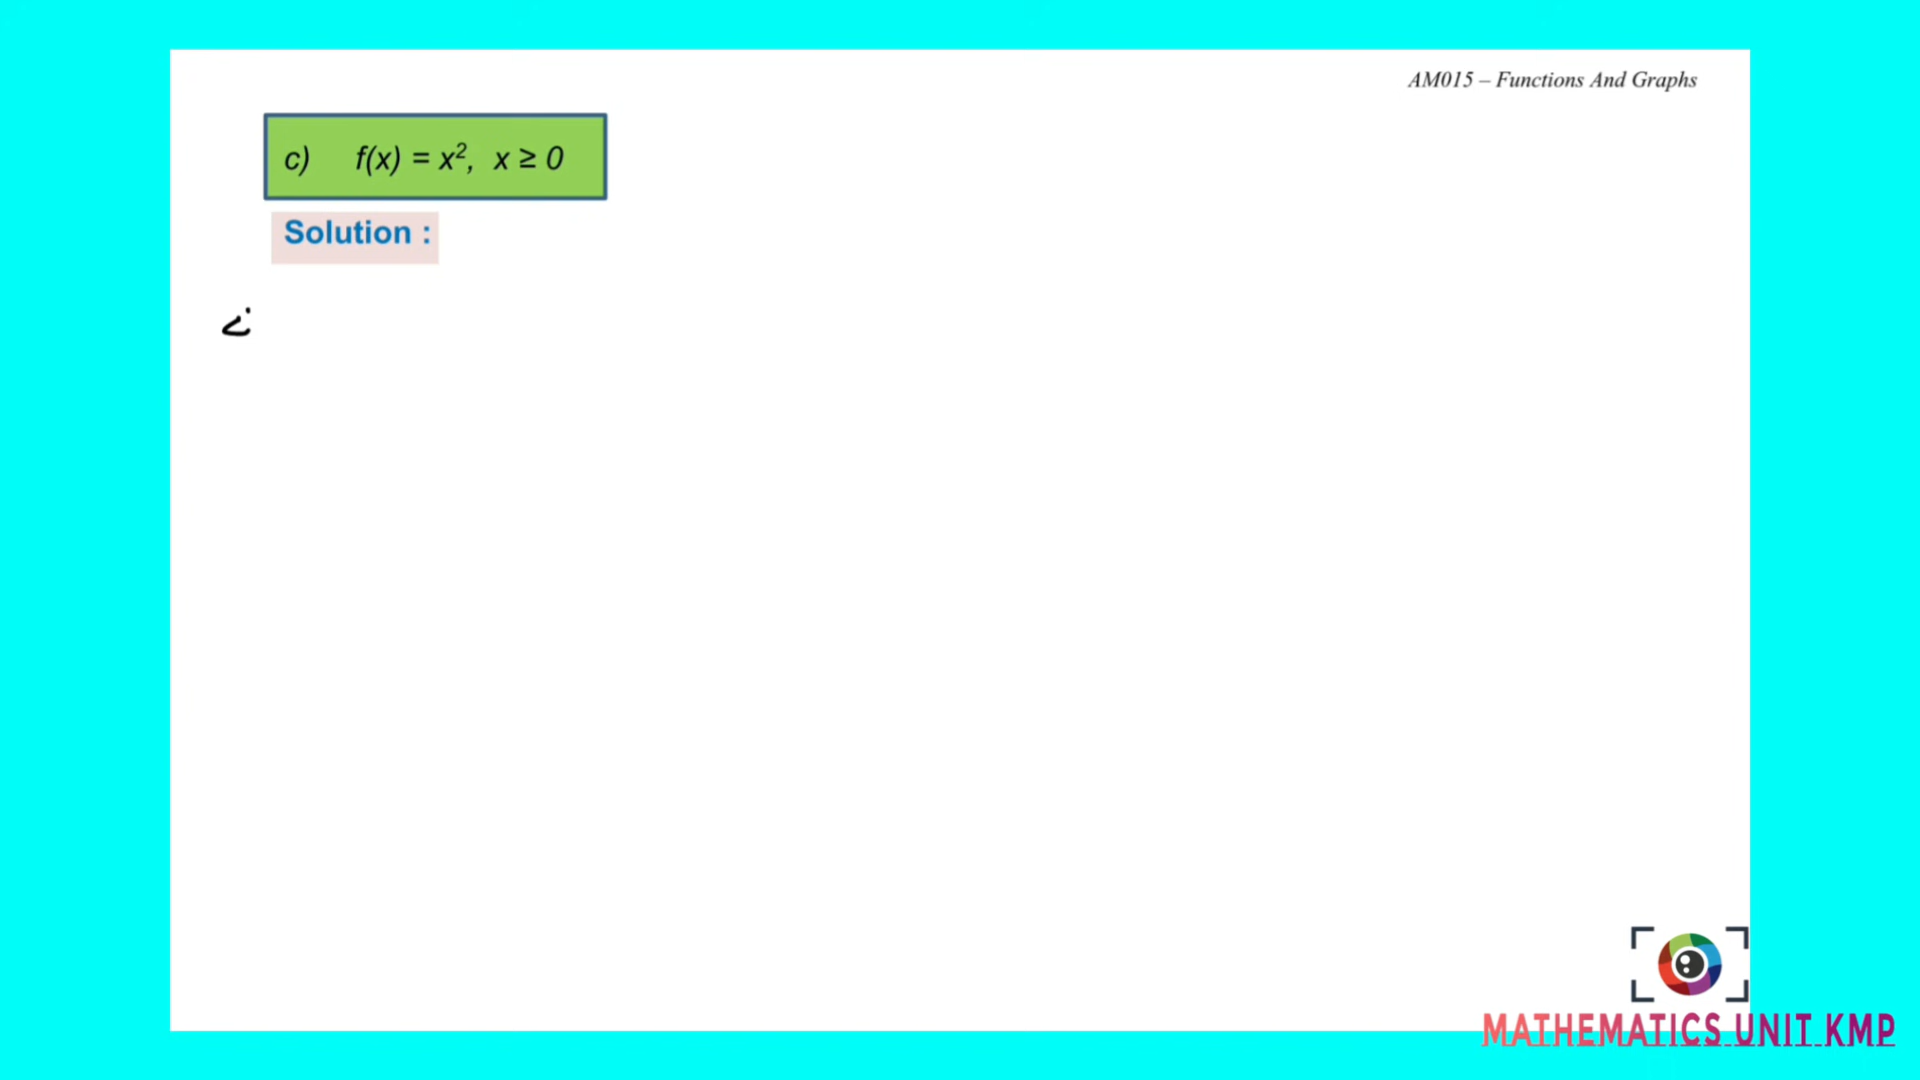 AM015 – Functions And Graphs
c) f(x) = x², x ≥ 0
Solution :
MATHEMATICS UNIT KMP